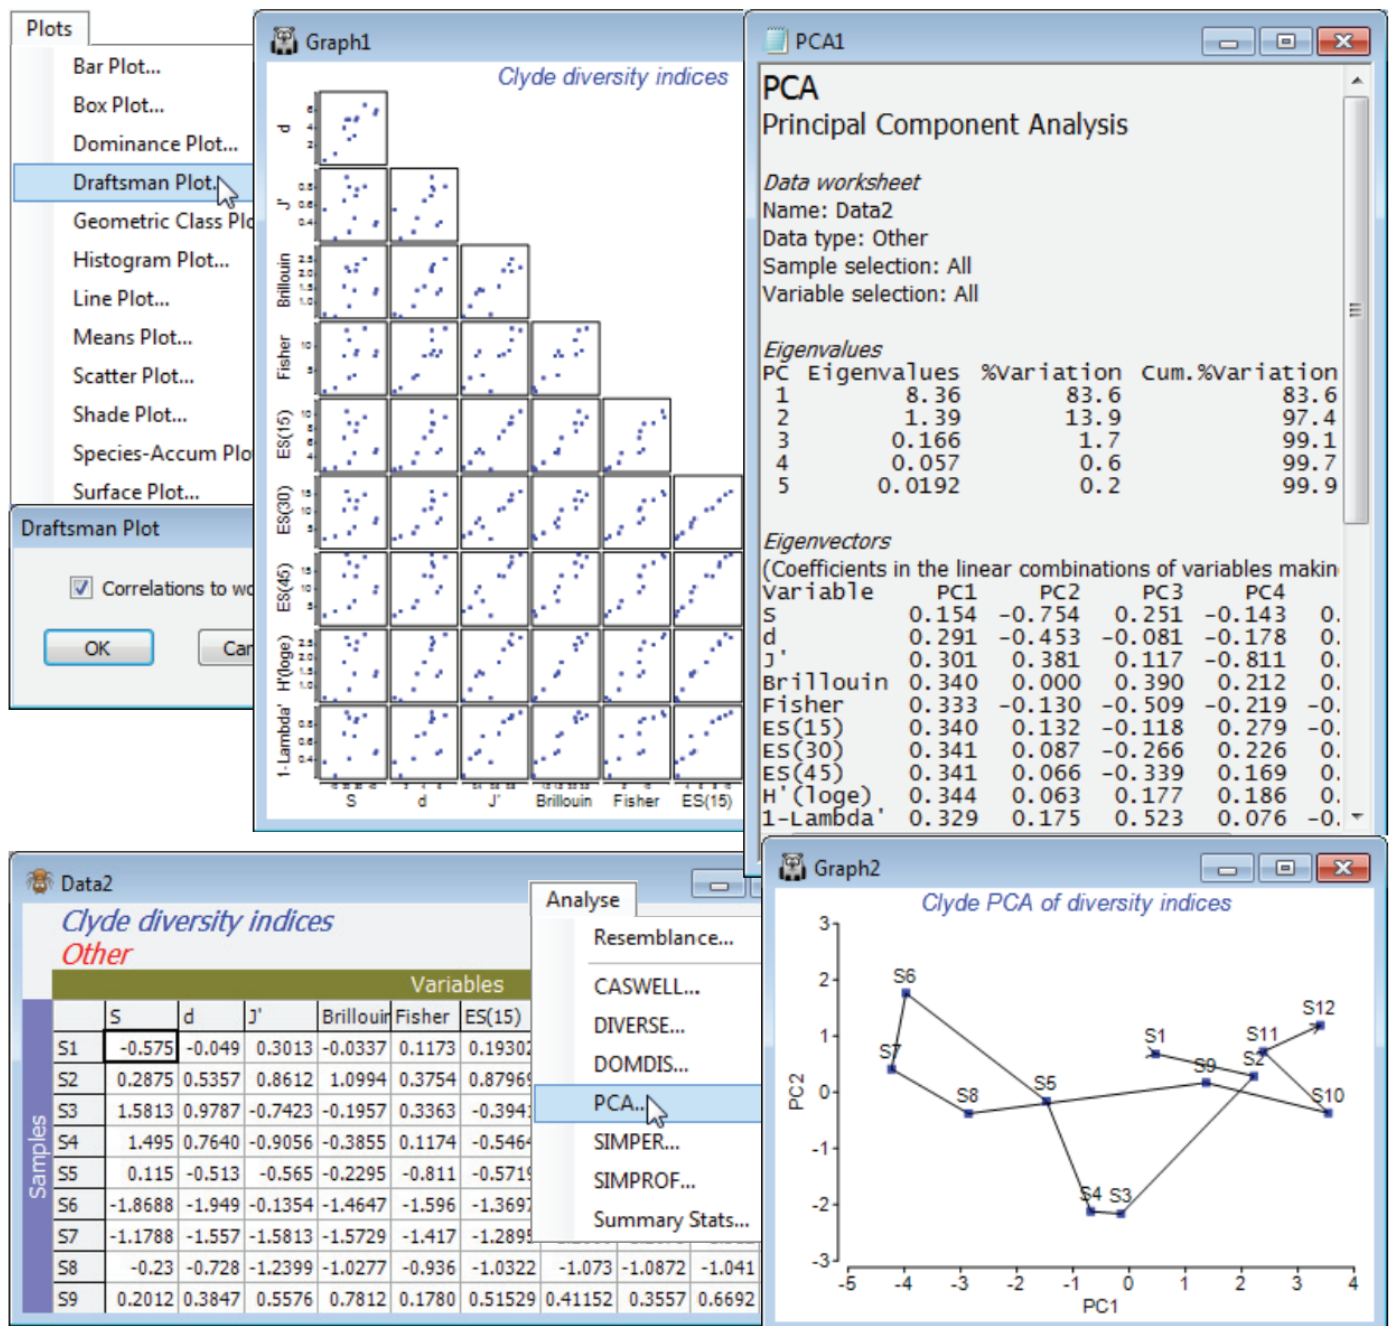 Plots
Bar Plot...
Box Plot...
Dominance Plot...
Draftsman Plot.
Geometric Class Plo
Histogram Plot...
Line Plot...
Means Plot...
Scatter Plot...
Shade Plot...
Species-Accum Plo
Surface Plot...
Draftsman Plot
Correlations to wo
OK
Can
Graph1
Clyde diversity indices
d
J'
Brillouin
Fisher
ES(15)
ES(30)
ES(45)
H'(loge)
1-Lambda'
S d J' Brillouin Fisher ES(15)
PCA1
PCA
Principal Component Analysis
Data worksheet
Name: Data2
Data type: Other
Sample selection: All
Variable selection: All
Eigenvalues
PC Eigenvalues %Variation Cum.%Variation
1 8.36 83.6 83.6
2 1.39 13.9 97.4
3 0.166 1.7 99.1
4 0.057 0.6 99.7
5 0.0192 0.2 99.9
Eigenvectors
(Coefficients in the linear combinations of variables makin
Variable PC1 PC2 PC3 PC4
S 0.154 -0.754 0.251 -0.143 0.
d 0.291 -0.453 -0.081 -0.178 0.
J' 0.301 0.381 0.117 -0.811 0.
Brillouin 0.340 0.000 0.390 0.212 0.
Fisher 0.333 -0.130 -0.509 -0.219 -0.
ES(15) 0.340 0.132 -0.118 0.279 -0.
ES(30) 0.341 0.087 -0.266 0.226 0.
ES(45) 0.341 0.066 -0.339 0.169 0.
H'(loge) 0.344 0.063 0.177 0.186 0.
1-Lambda' 0.329 0.175 0.523 0.076 -0.
Data2
Clyde diversity indices
Other
Variables
Samples
S d J' Brillouin Fisher ES(15)
S1 -0.575 -0.049 0.3013 -0.0337 0.1173 0.19302
S2 0.2875 0.5357 0.8612 1.0994 0.3754 0.87969
S3 1.5813 0.9787 -0.7423 -0.1957 0.3363 -0.394
S4 1.495 0.7640 -0.9056 -0.3855 0.1174 -0.5464
S5 0.115 -0.513 -0.565 -0.2295 -0.811 -0.5719
S6 -1.8688 -1.949 -0.1354 -1.4647 -1.596 -1.3697
S7 -1.1788 -1.557 -1.5813 -1.5729 -1.417 -1.2895
S8 -0.23 -0.728 -1.2399 -1.0277 -0.936 -1.0322 -1.073 -1.0872 -1.041
S9 0.2012 0.3847 0.5576 0.7812 0.1780 0.51529 0.41152 0.3557 0.6692
Analyse
Resemblance...
CASWELL...
DIVERSE...
DOMDIS...
PCA...
SIMPER...
SIMPROF...
Summary Stats...
Graph2
Clyde PCA of diversity indices
PC2
3
2
1
0
-1
-2
-3
S6
S12
S1
S11
S7
S9
S2
S5
S8
S10
S4
S3
-5 -4 -3 -2 -1 0 1 2 3 4
PC1